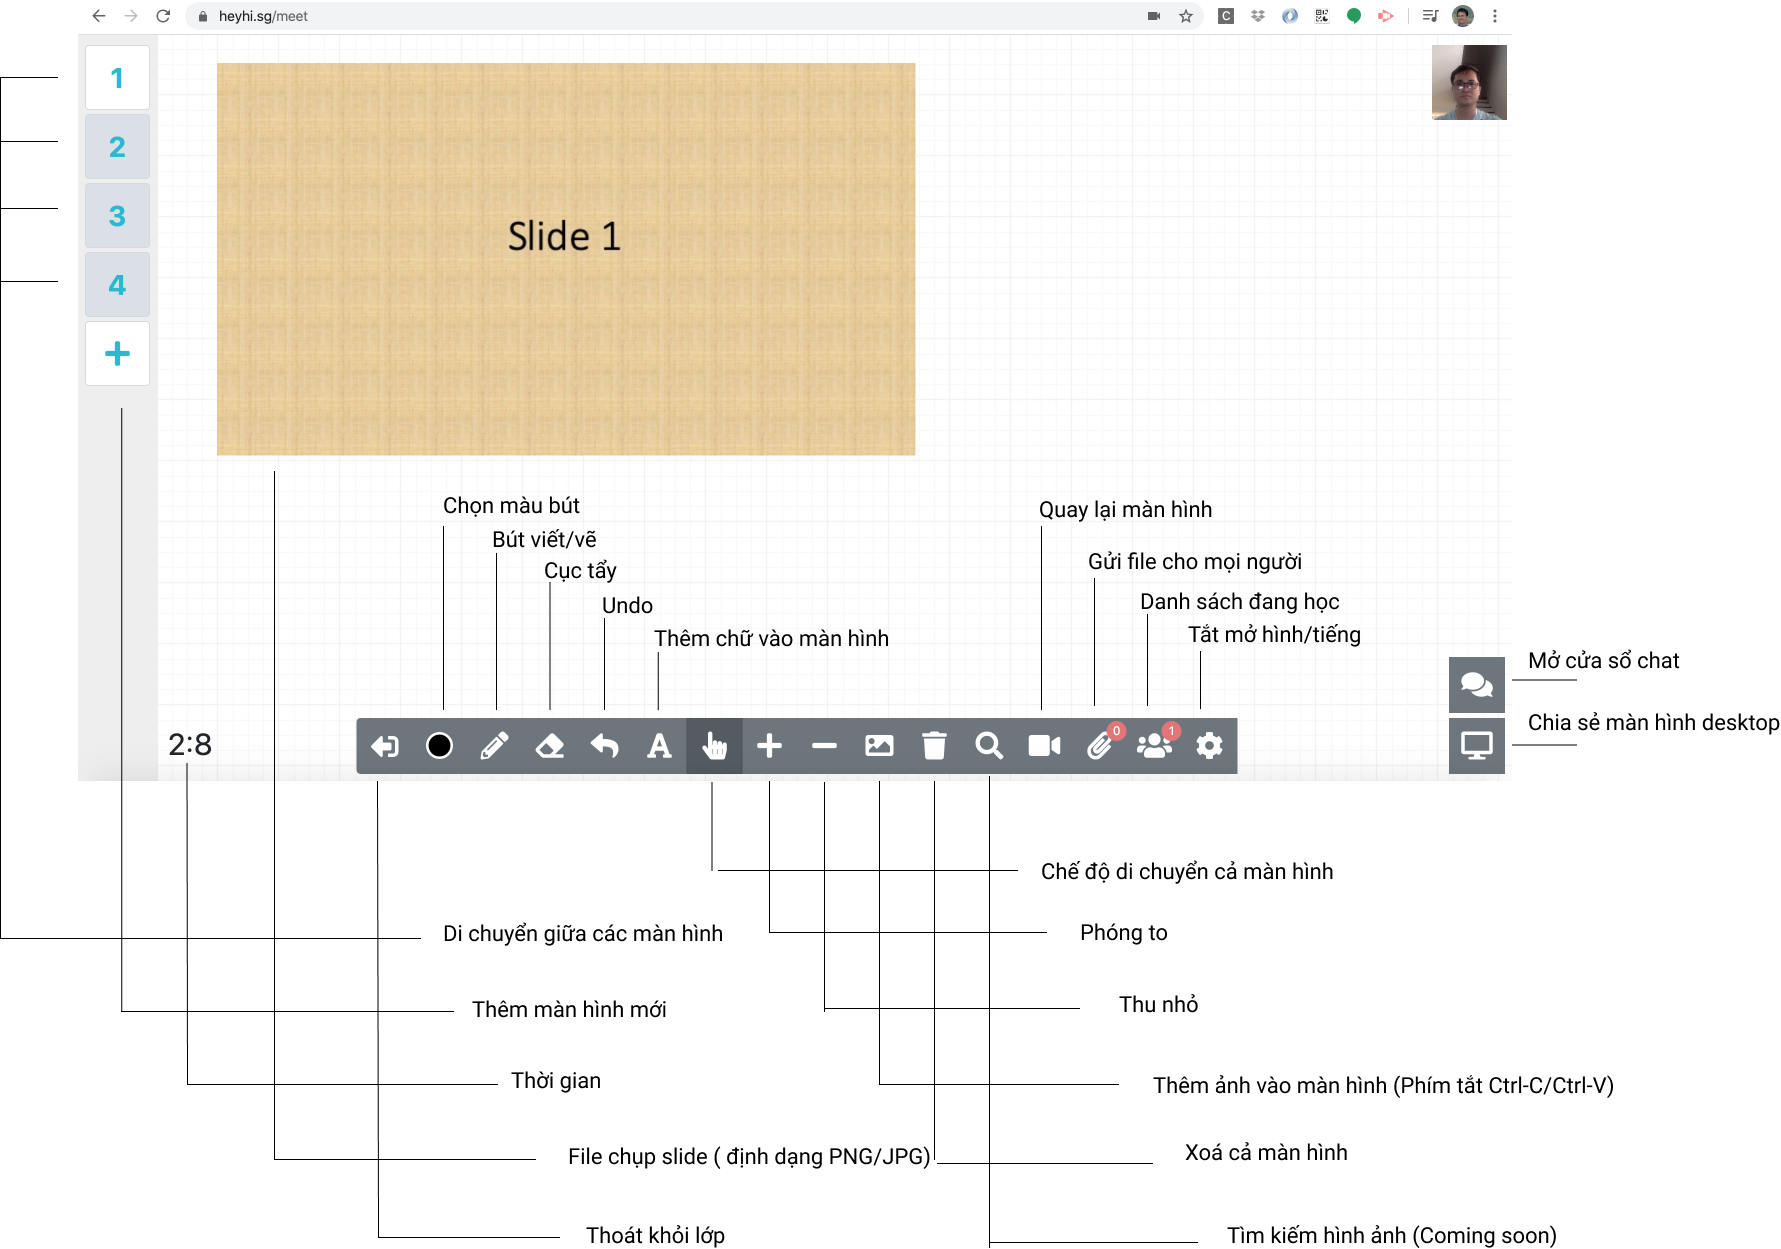 heyhi.sg/meet
C
1
2
3
4
+
Slide 1
Chọn màu bút
Bút viết/vẽ
Cục tẩy
Undo
Thêm chữ vào màn hình
Quay lại màn hình
Gửi file cho mọi người
Danh sách đang học
Tắt mở hình/tiếng
Mở cửa sổ chat
Chia sẻ màn hình desktop
2:8
A
0
1
Chế độ di chuyển cả màn hình
Di chuyển giữa các màn hình
Phóng to
Thêm màn hình mới
Thu nhỏ
Thời gian
Thêm ảnh vào màn hình (Phím tắt Ctrl-C/Ctrl-V)
File chụp slide ( định dạng PNG/JPG)
Xoá cả màn hình
Thoát khỏi lớp
Tìm kiếm hình ảnh (Coming soon)